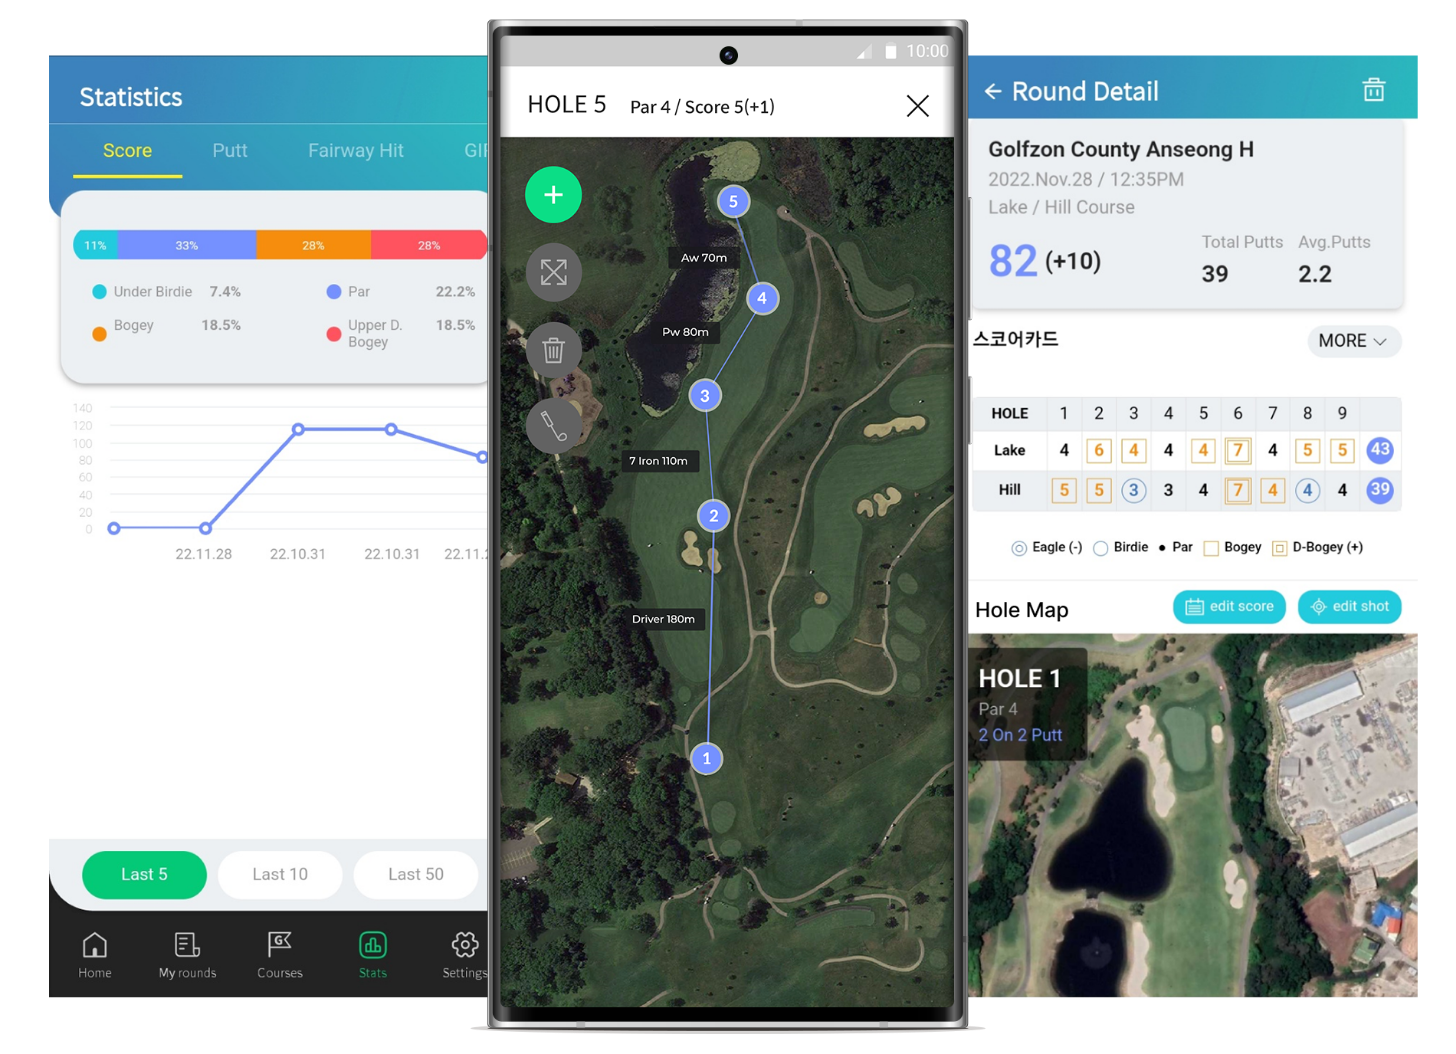 Statistics
Score Putt Fairway Hit GIR
11% 33% 28% 28%
Under Birdie 7.4% Par 22.2%
Bogey 18.5% Upper D. Bogey 18.5%
140
120
100
80
60
40
20
0
22.11.28 22.10.31 22.10.31 22.11.2
Last 5 Last 10 Last 50
Home My rounds Courses Stats Settings
10:00
HOLE 5 Par 4 / Score 5(+1)
5
Aw 70m
4
Pw 80m
3
7 Iron 110m
2
Driver 180m
1
Round Detail
Golfzon County Anseong H
2022.Nov.28 / 12:35PM
Lake / Hill Course
82 (+10)
Total Putts Avg.Putts
39 2.2
스코어카드 MORE
HOLE 1 2 3 4 5 6 7 8 9
Lake 4 6 4 4 4 7 4 5 5 43
Hill 5 5 3 3 4 7 4 4 4 39
Eagle (-) Birdie Par Bogey D-Bogey (+)
Hole Map edit score edit shot
HOLE 1
Par 4
2 On 2 Putt